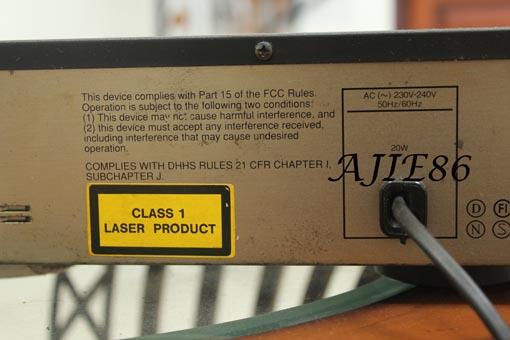 This device complies with Part 15 of the FCC Rules.
Operation is subject to the following two conditions:
(1) This device may not cause harmful interference, and
(2) this device must accept any interference received,
including interference that may cause undesired
operation.
COMPLIES WITH DHHS RULES 21 CFR CHAPTER I,
SUBCHAPTER J.
CLASS 1
LASER PRODUCT
AC (~) 230V-240V
50Hz/60Hz
20W
AJIE86
D FI
N S